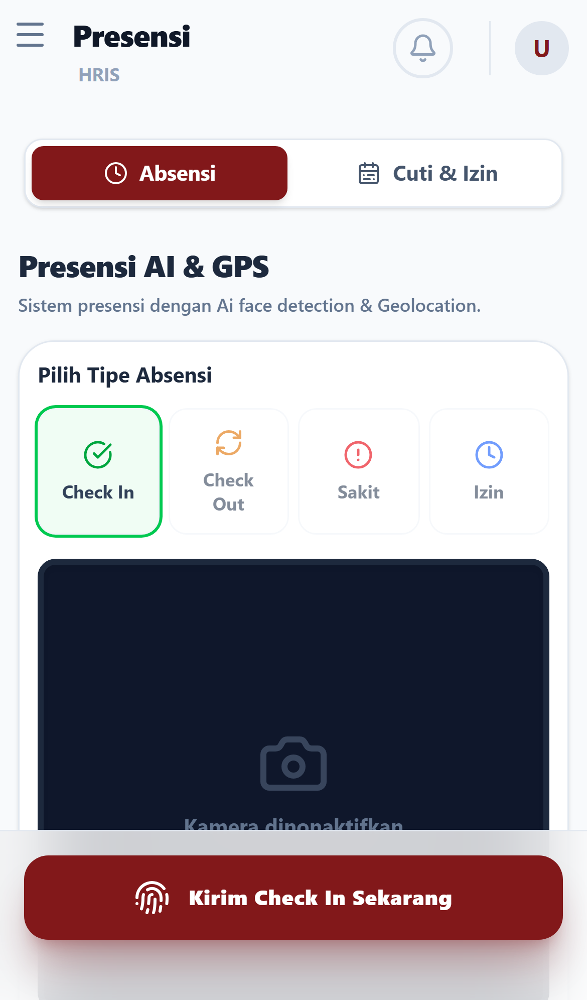 Presensi
HRIS
U
Absensi
Cuti & Izin
Presensi AI & GPS
Sistem presensi dengan Ai face detection & Geolocation.
Pilih Tipe Absensi
Check In
Check
Out
Sakit
Izin
Kamera dinonaktifkan
Kirim Check In Sekarang